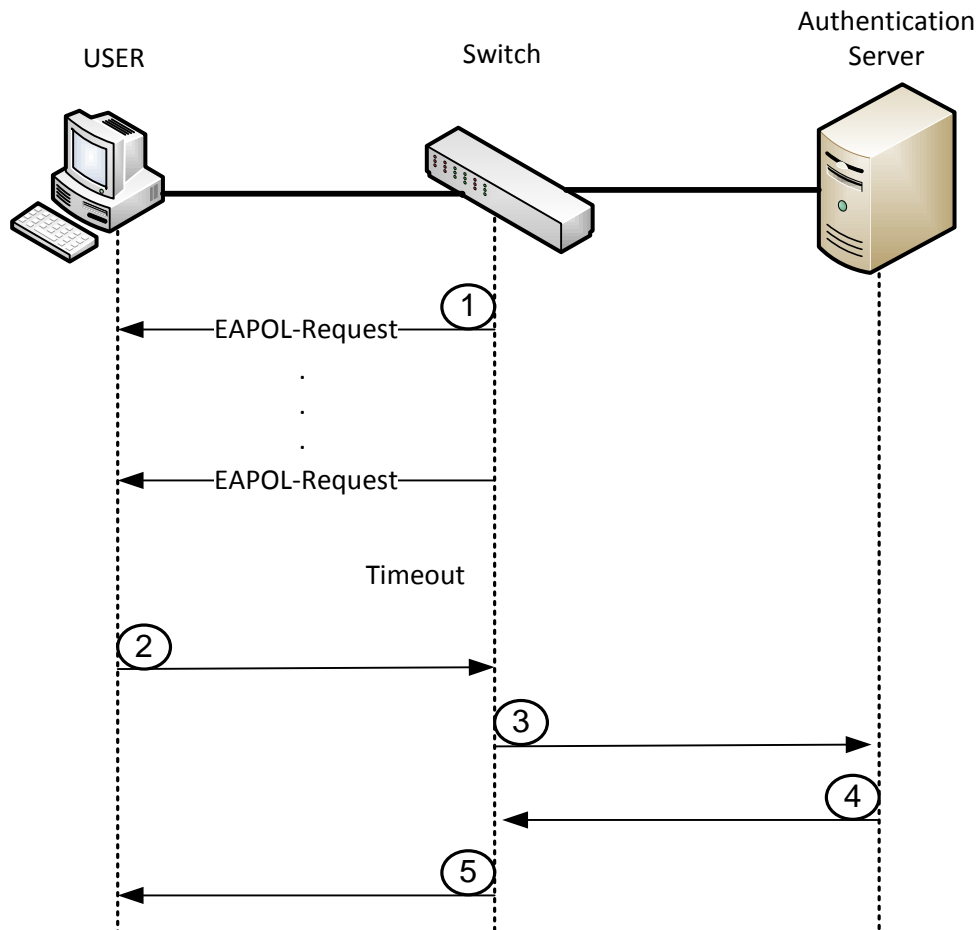 Authentication
Server
USER
Switch
1
EAPOL-Request
.
.
.
EAPOL-Request
Timeout
2
3
4
5